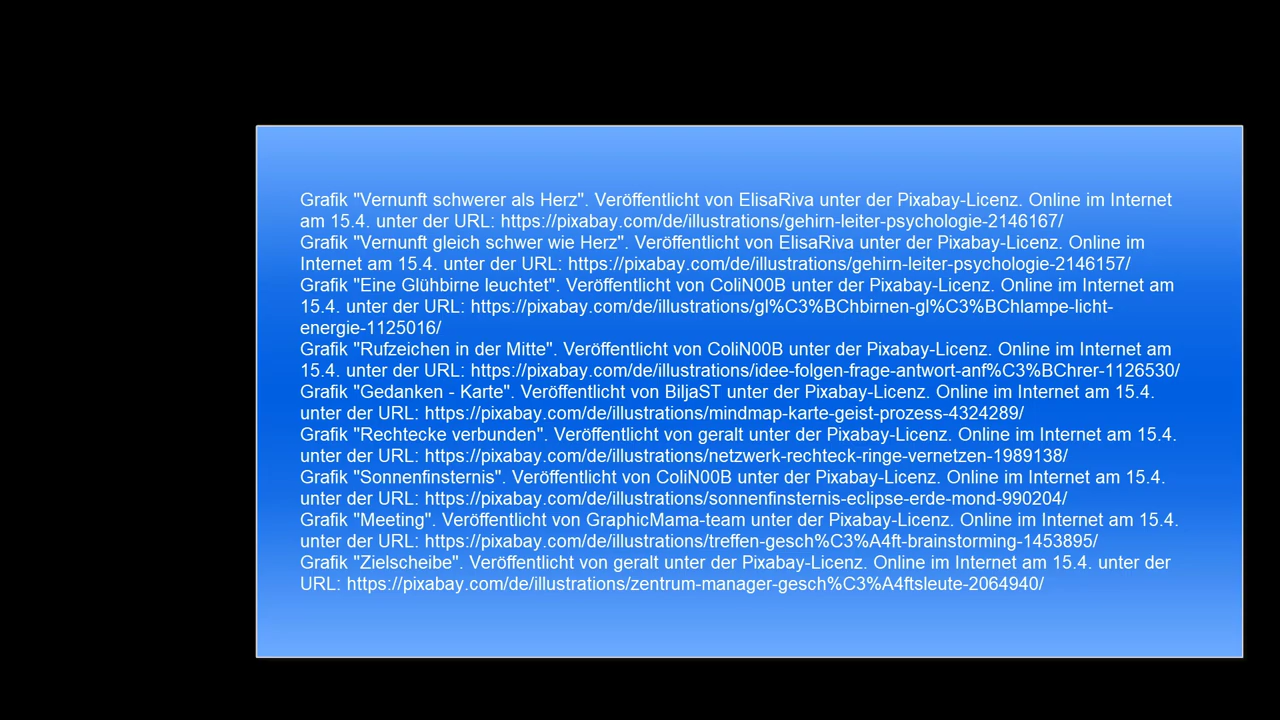 Grafik "Vernunft schwerer als Herz". Veröffentlicht von ElisaRiva unter der Pixabay-Licenz. Online im Internet
am 15.4. unter der URL: https://pixabay.com/de/illustrations/gehirn-leiter-psychologie-2146167/
Grafik "Vernunft gleich schwer wie Herz". Veröffentlicht von ElisaRiva unter der Pixabay-Licenz. Online im
Internet am 15.4. unter der URL: https://pixabay.com/de/illustrations/gehirn-leiter-psychologie-2146157/
Grafik "Eine Glühbirne leuchtet". Veröffentlicht von ColiN00B unter der Pixabay-Licenz. Online im Internet am
15.4. unter der URL: https://pixabay.com/de/illustrations/gl%C3%BChbirnen-gl%C3%BChlampe-licht-
energie-1125016/
Grafik "Rufzeichen in der Mitte". Veröffentlicht von ColiN00B unter der Pixabay-Licenz. Online im Internet am
15.4. unter der URL: https://pixabay.com/de/illustrations/idee-folgen-frage-antwort-anf%C3%BChrer-1126530/
Grafik "Gedanken - Karte". Veröffentlicht von BiljaST unter der Pixabay-Licenz. Online im Internet am 15.4.
unter der URL: https://pixabay.com/de/illustrations/mindmap-karte-geist-prozess-4324289/
Grafik "Rechtecke verbunden". Veröffentlicht von geralt unter der Pixabay-Licenz. Online im Internet am 15.4.
unter der URL: https://pixabay.com/de/illustrations/netzwerk-rechteck-ringe-vernetzen-1989138/
Grafik "Sonnenfinsternis". Veröffentlicht von ColiN00B unter der Pixabay-Licenz. Online im Internet am 15.4.
unter der URL: https://pixabay.com/de/illustrations/sonnenfinsternis-eclipse-erde-mond-990204/
Grafik "Meeting". Veröffentlicht von GraphicMama-team unter der Pixabay-Licenz. Online im Internet am 15.4.
unter der URL: https://pixabay.com/de/illustrations/treffen-gesch%C3%A4ft-brainstorming-1453895/
Grafik "Zielscheibe". Veröffentlicht von geralt unter der Pixabay-Licenz. Online im Internet am 15.4. unter der
URL: https://pixabay.com/de/illustrations/zentrum-manager-gesch%C3%A4ftsleute-2064940/